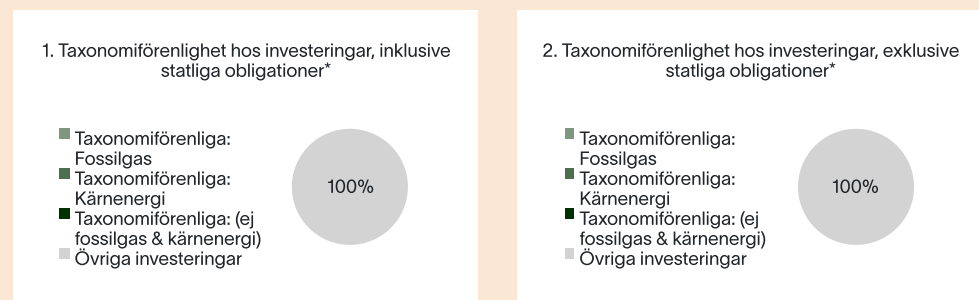 1. Taxonomiförenlighet hos investeringar, inklusive
statliga obligationer*
Taxonomiförenliga:
Fossilgas
Taxonomiförenliga:
Kärnenergi
Taxonomiförenliga: (ej
fossilgas & kärnenergi)
Övriga investeringar
100%
2. Taxonomiförenlighet hos investeringar, exklusive
statliga obligationer*
Taxonomiförenliga:
Fossilgas
Taxonomiförenliga:
Kärnenergi
Taxonomiförenliga: (ej
fossilgas & kärnenergi)
Övriga investeringar
100%